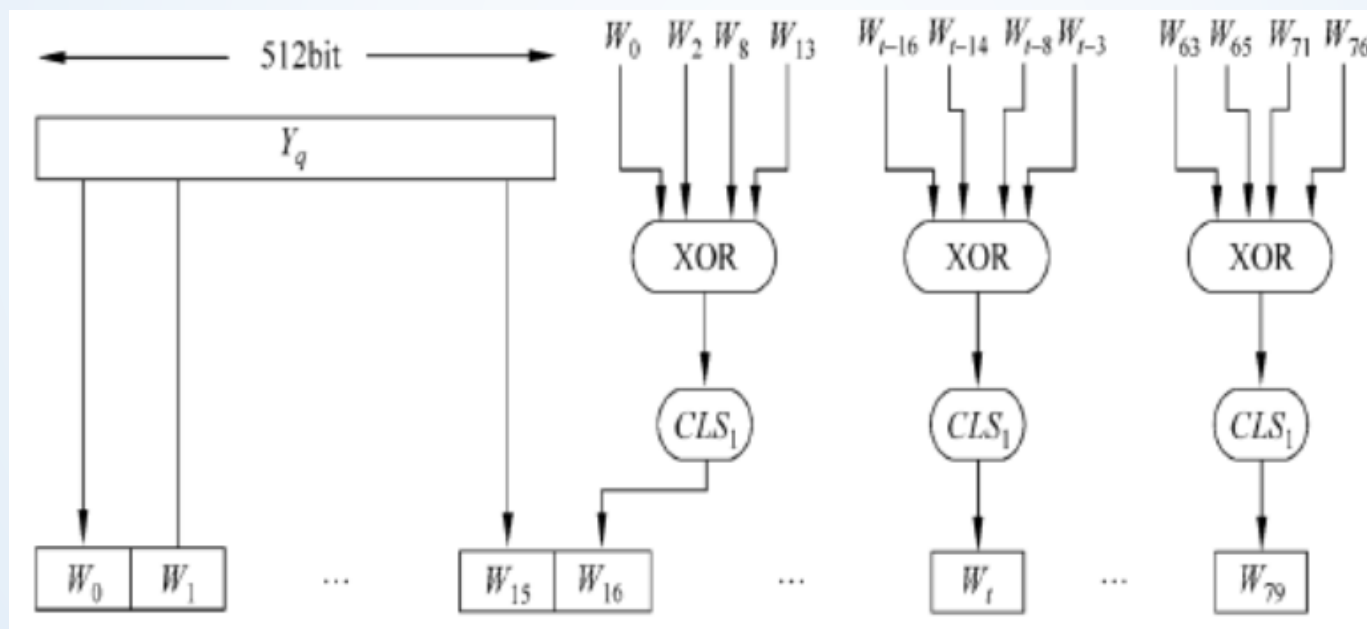 512bit
W₀ W₂ W₈ W₁₃
Wₜ₋₁₆ Wₜ₋₁₄ Wₜ₋₈ Wₜ₋₃
W₆₃ W₆₅ W₇₁ W₇₆
Y_q
XOR XOR XOR
CLS₁ CLS₁ CLS₁
W₀ W₁ ... W₁₅ W₁₆ ... Wₜ ... W₇₉